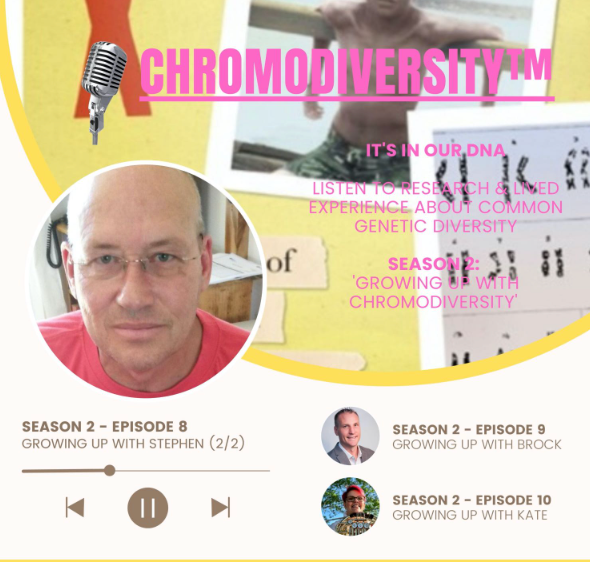 CHROMODIVERSITY™
IT'S IN OUR DNA
LISTEN TO RESEARCH & LIVED
EXPERIENCE ABOUT COMMON
GENETIC DIVERSITY
SEASON 2:
'GROWING UP WITH
CHROMODIVERSITY'
of
SEASON 2 - EPISODE 8
GROWING UP WITH STEPHEN (2/2)
SEASON 2 - EPISODE 9
GROWING UP WITH BROCK
SEASON 2 - EPISODE 10
GROWING UP WITH KATE